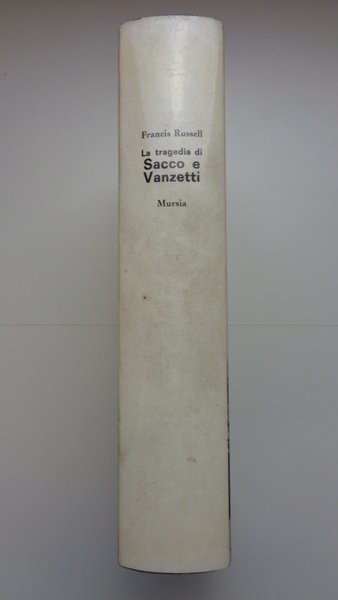 Francis Russell
La tragedia di
Sacco e
Vanzetti
Mursia